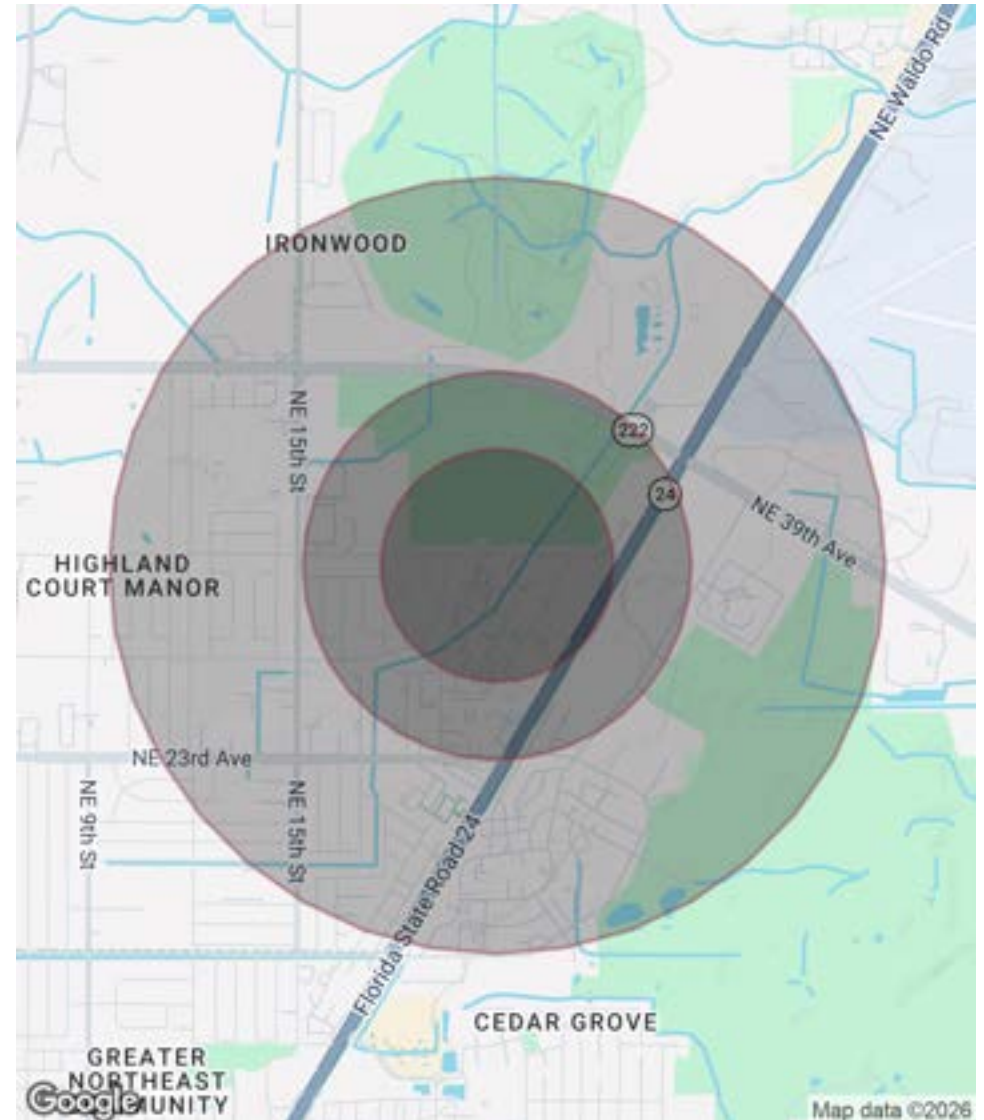 NE Waldo Rd
IRONWOOD
NE 15th St
222
24
NE 39th Ave
HIGHLAND
COURT MANOR
NE 23rd Ave
NE 9th St
NE 15th St
Florida State Road 24
CEDAR GROVE
GREATER
NORTHEAST
COMMUNITY
Google
Map data ©2026